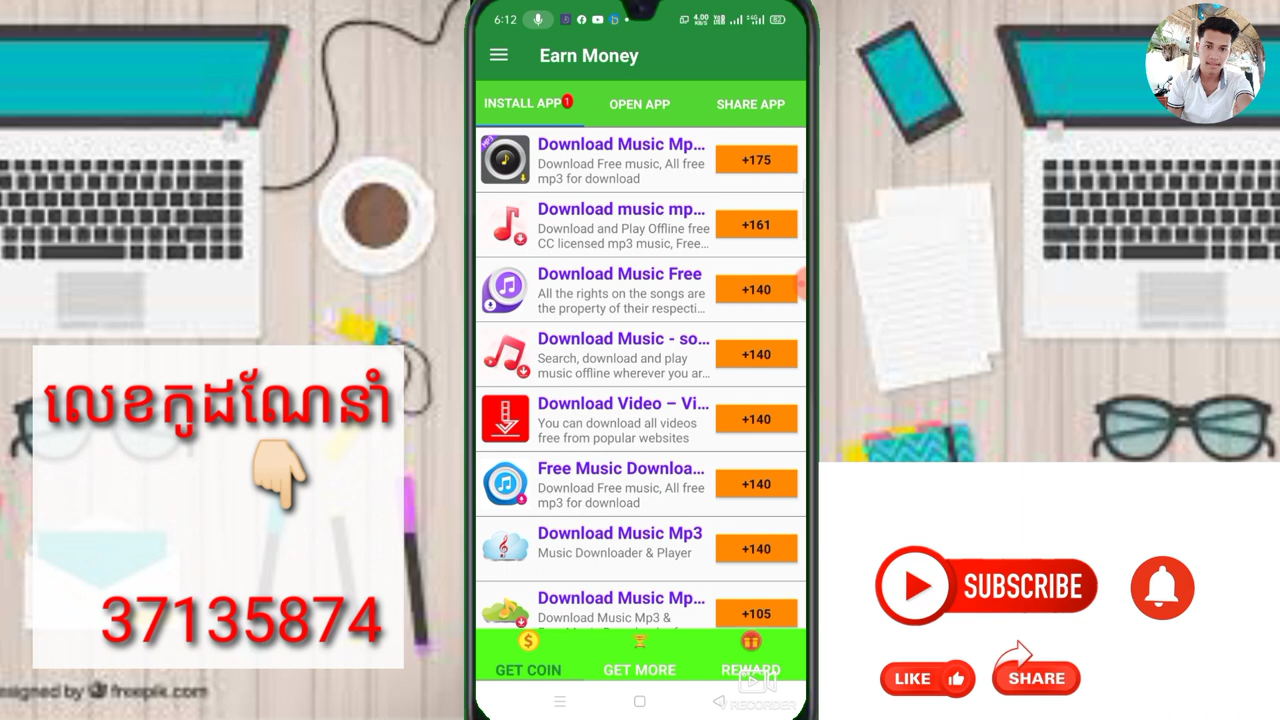 6:12
4.00
KB/S
82
Earn Money
INSTALL APP 1
OPEN APP
SHARE APP
Download Music Mp...
Download Free music, All free
mp3 for download
+175
Download music mp...
Download and Play Offline free
CC licensed mp3 music, Free...
+161
Download Music Free
All the rights on the songs are
the property of their respecti...
+140
Download Music - so...
Search, download and play
music offline wherever you ar...
+140
Download Video – Vi...
You can download all videos
free from popular websites
+140
Free Music Downloa...
Download Free music, All free
mp3 for download
+140
Download Music Mp3
Music Downloader & Player
+140
Download Music Mp...
Download Music Mp3 &
+105
GET COIN
GET MORE
REWARD
RECORDER
លេខកូដណែនាំ
37135874
esigned by freepik.com
SUBSCRIBE
LIKE
SHARE